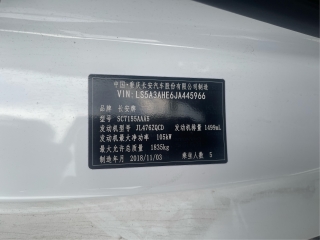 中国·重庆长安汽车股份有限公司制造
VIN LS5A3AHE6JA445966
品牌 长安牌
型号 SC7155AAA5
发动机型号 JL476ZQCD 发动机排量 1499mL
发动机最大净功率 105kW
最大允许总质量 1835kg
制造年月 2018/11/03 乘坐人数 5